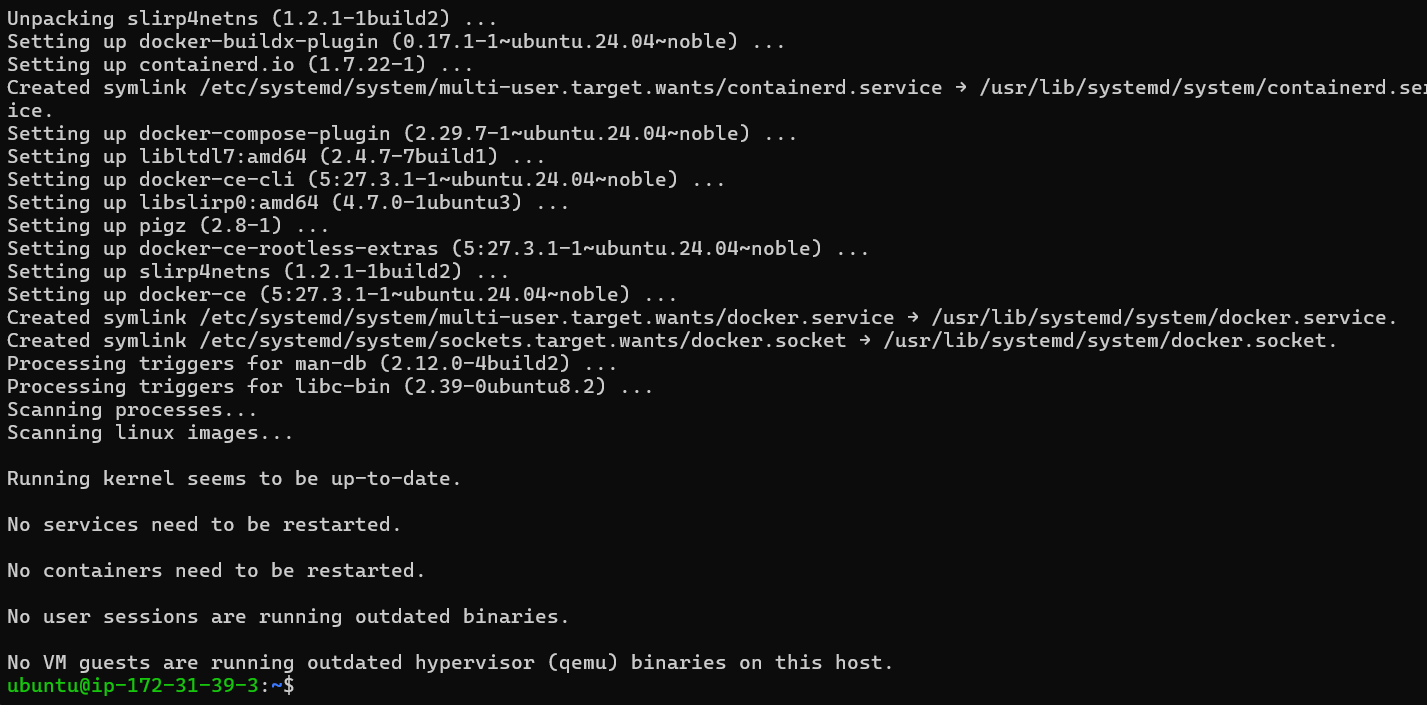 Unpacking slirp4netns (1.2.1-1build2) ...
Setting up docker-buildx-plugin (0.17.1-1~ubuntu.24.04~noble) ...
Setting up containerd.io (1.7.22-1) ...
Created symlink /etc/systemd/system/multi-user.target.wants/containerd.service → /usr/lib/systemd/system/containerd.ser
ice.
Setting up docker-compose-plugin (2.29.7-1~ubuntu.24.04~noble) ...
Setting up libltdl7:amd64 (2.4.7-7build1) ...
Setting up docker-ce-cli (5:27.3.1-1~ubuntu.24.04~noble) ...
Setting up libslirp0:amd64 (4.7.0-1ubuntu3) ...
Setting up pigz (2.8-1) ...
Setting up docker-ce-rootless-extras (5:27.3.1-1~ubuntu.24.04~noble) ...
Setting up slirp4netns (1.2.1-1build2) ...
Setting up docker-ce (5:27.3.1-1~ubuntu.24.04~noble) ...
Created symlink /etc/systemd/system/multi-user.target.wants/docker.service → /usr/lib/systemd/system/docker.service.
Created symlink /etc/systemd/system/sockets.target.wants/docker.socket → /usr/lib/systemd/system/docker.socket.
Processing triggers for man-db (2.12.0-4build2) ...
Processing triggers for libc-bin (2.39-0ubuntu8.2) ...
Scanning processes...
Scanning linux images...
Running kernel seems to be up-to-date.
No services need to be restarted.
No containers need to be restarted.
No user sessions are running outdated binaries.
No VM guests are running outdated hypervisor (qemu) binaries on this host.
ubuntu@ip-172-31-39-3:~$